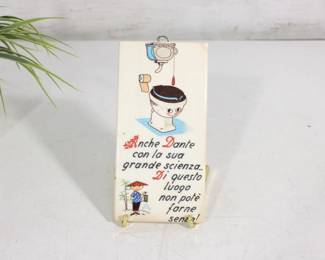 Anche Dante
con la sua
grande scienza
Di questo
luogo
non potè
farne
senza!